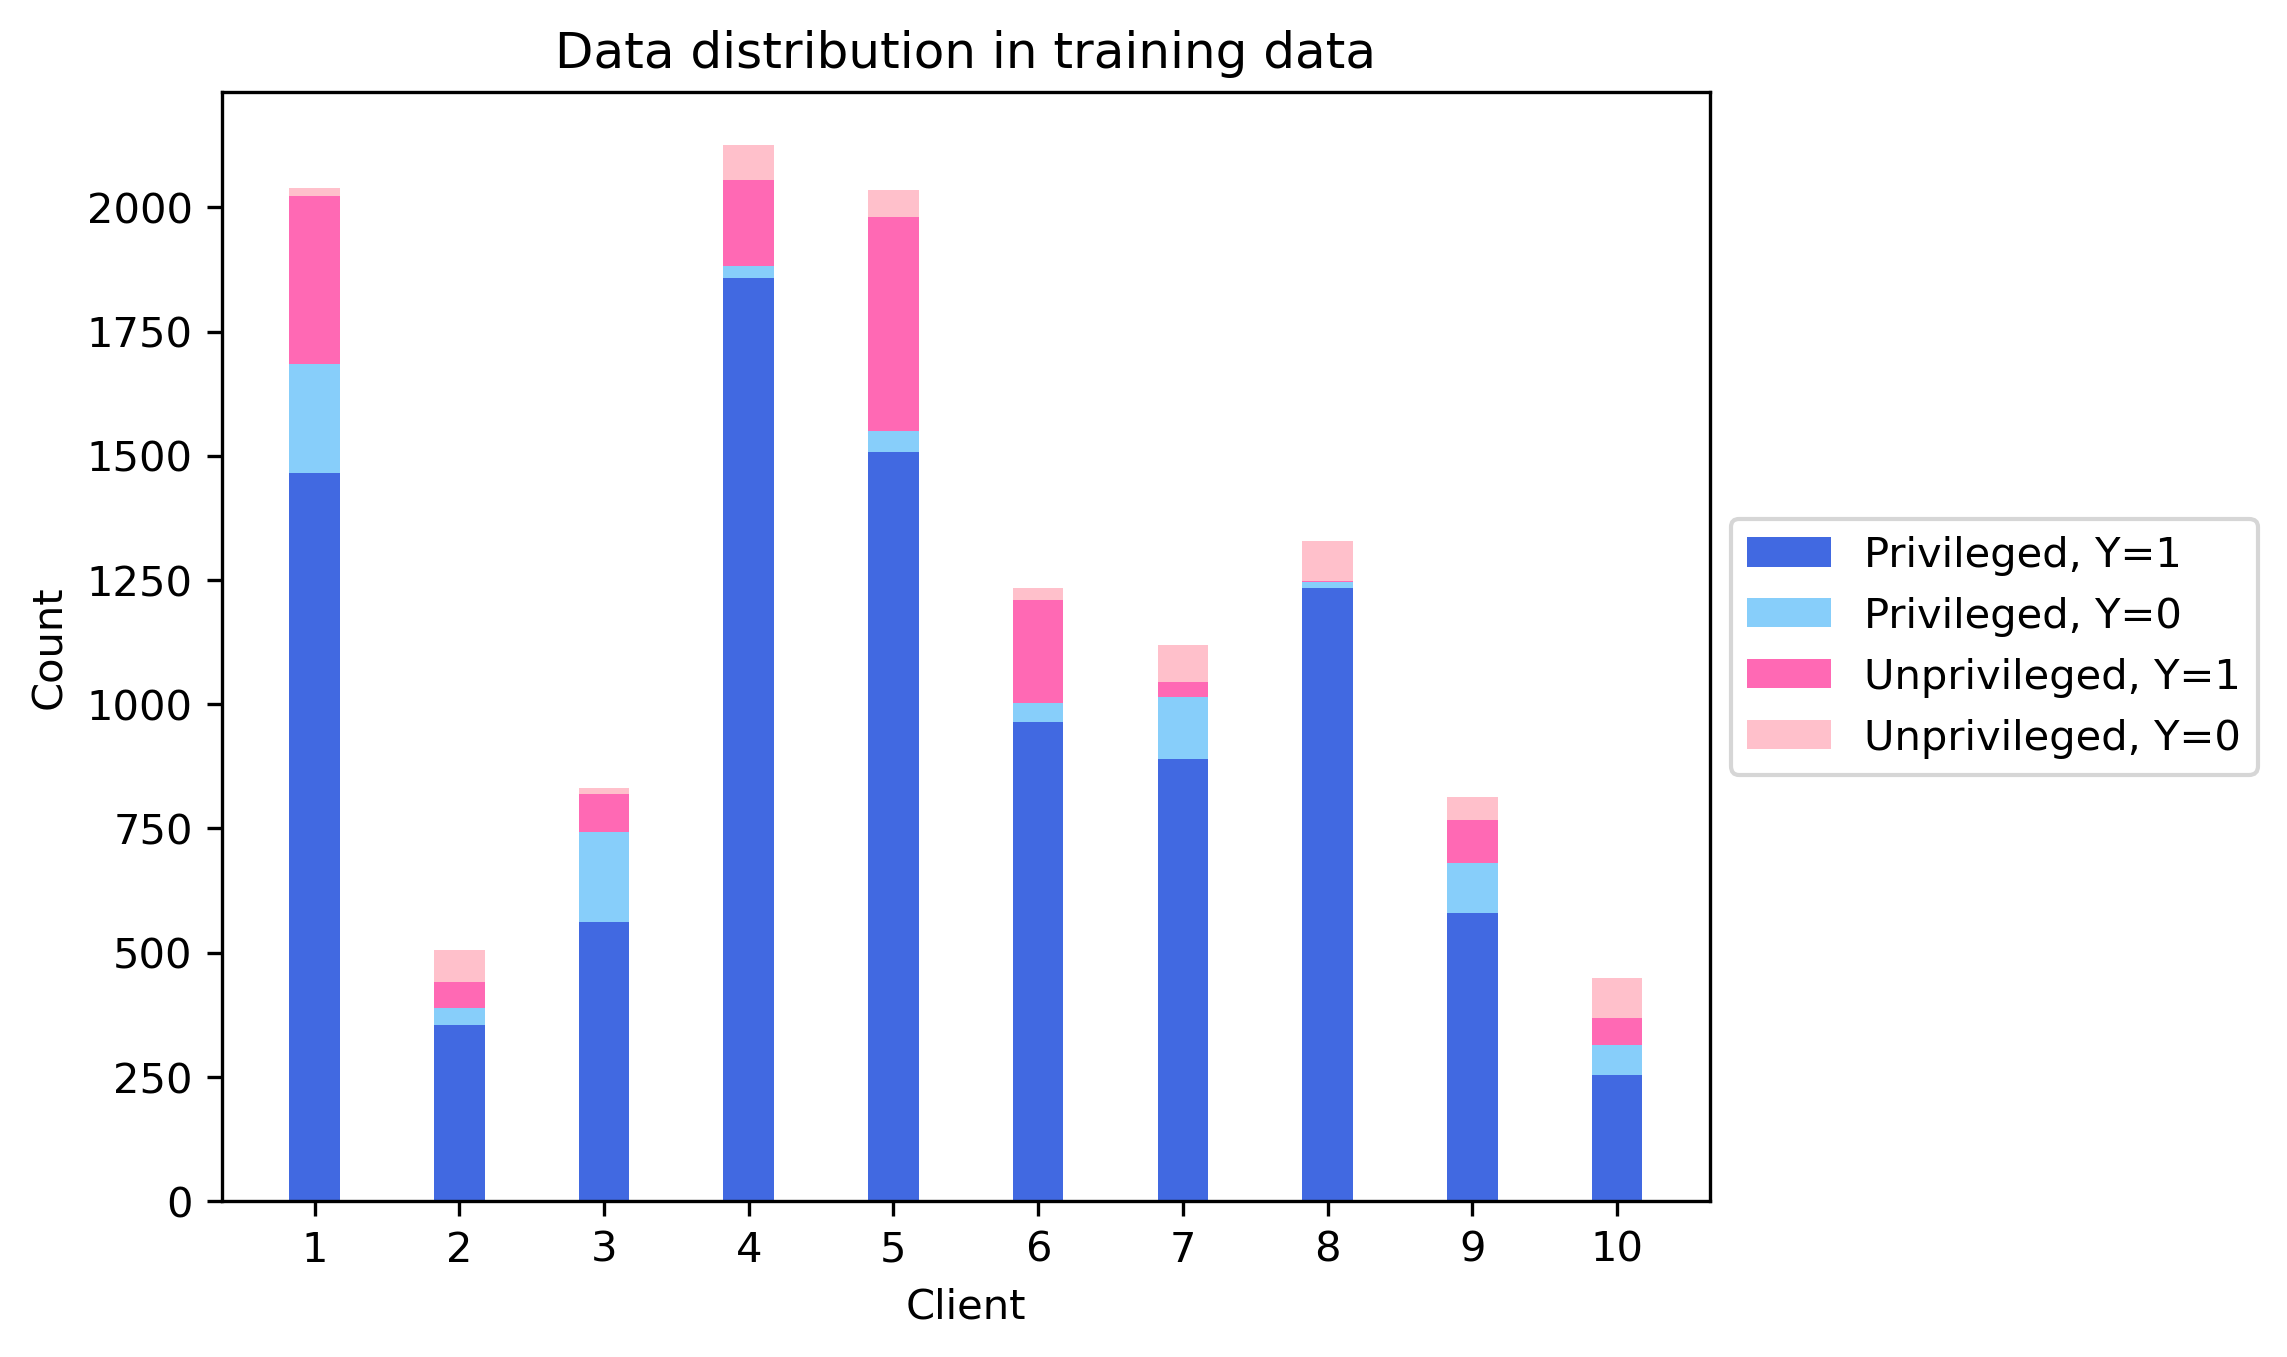 Data distribution in training data
Count
2000
1750
1500
1250
1000
750
500
250
0
1 2 3 4 5 6 7 8 9 10
Client
Privileged, Y=1
Privileged, Y=0
Unprivileged, Y=1
Unprivileged, Y=0